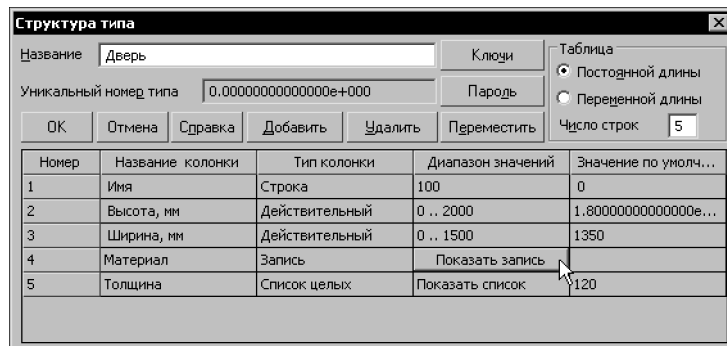 Структура типа
Название Дверь Ключи Таблица
Постоянной длины
Уникальный номер типа 0.00000000000000e+000 Пароль Переменной длины
ОК Отмена Справка Добавить Удалить Переместить Число строк 5
Номер Название колонки Тип колонки Диапазон значений Значение по умолч...
1 Имя Строка 100 0
2 Высота, мм Действительный 0 .. 2000 1.80000000000000e...
3 Ширина, мм Действительный 0 .. 1500 1350
4 Материал Запись Показать запись
5 Толщина Список целых Показать список 120